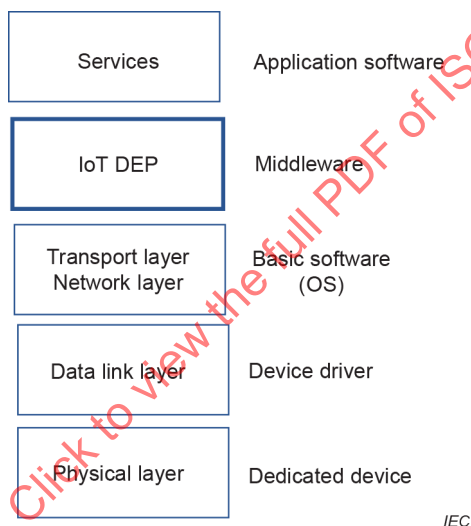 Services Application software
IoT DEP Middleware
Transport layer Basic software
Network layer (OS)
Data link layer Device driver
Physical layer Dedicated device
IEC
Click to view the full PDF of ISO